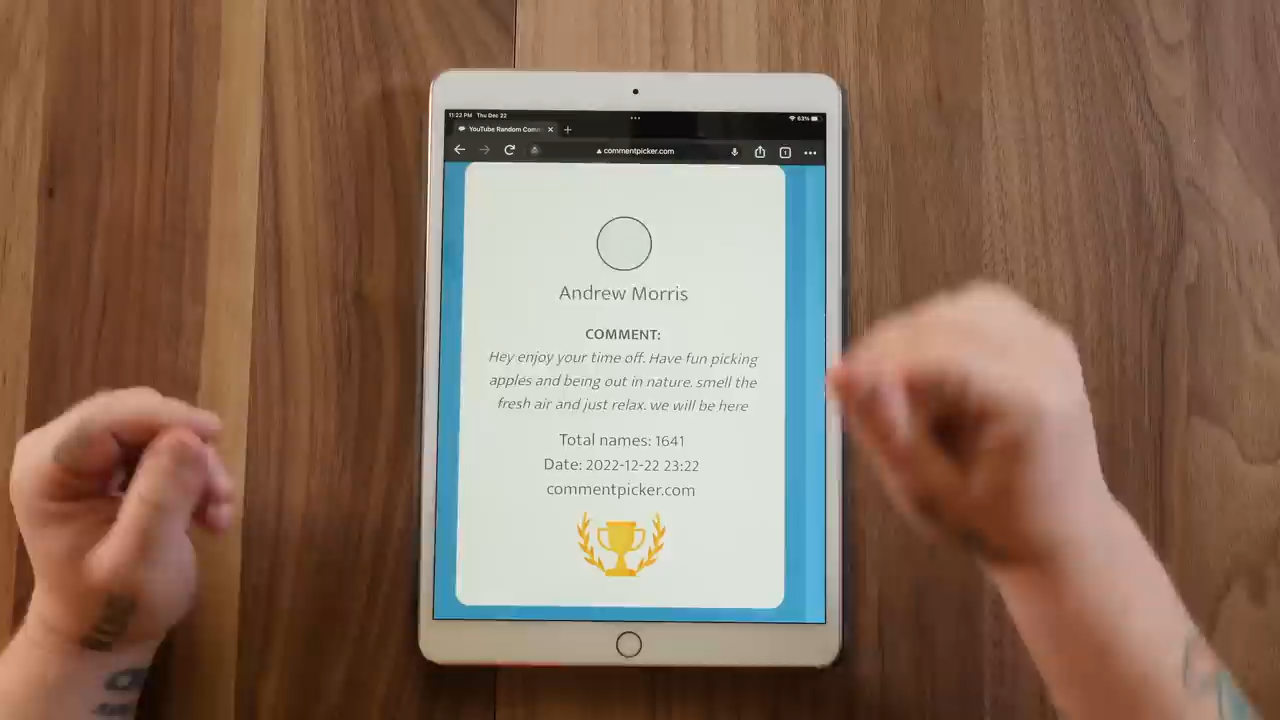 11:22 PM Thu Dec 22
63%
YouTube Random Comm
commentpicker.com
1
Andrew Morris
COMMENT:
Hey enjoy your time off. Have fun picking
apples and being out in nature. smell the
fresh air and just relax. we will be here
Total names: 1641
Date: 2022-12-22 23:22
commentpicker.com